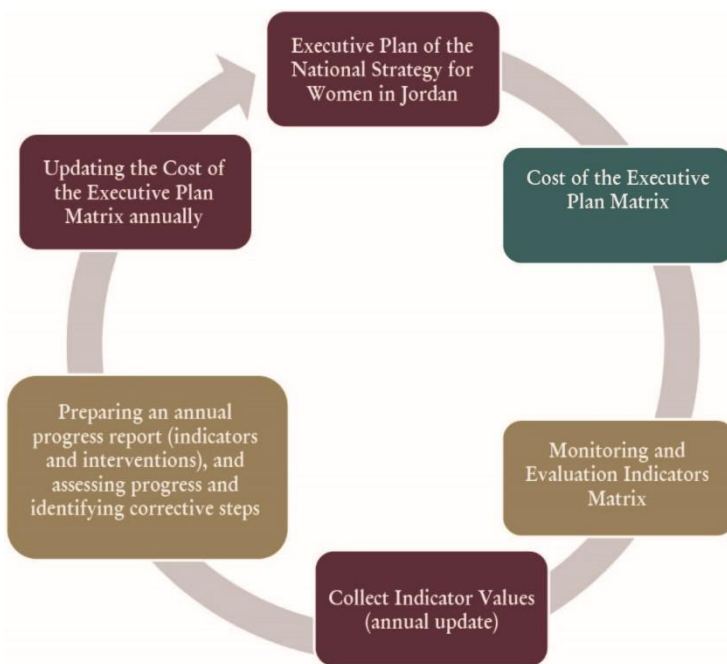 Executive Plan of the
National Strategy for
Women in Jordan
Cost of the Executive
Plan Matrix
Monitoring and
Evaluation Indicators
Matrix
Collect Indicator Values
(annual update)
Preparing an annual
progress report (indicators
and interventions), and
assessing progress and
identifying corrective steps
Updating the Cost of
the Executive Plan
Matrix annually